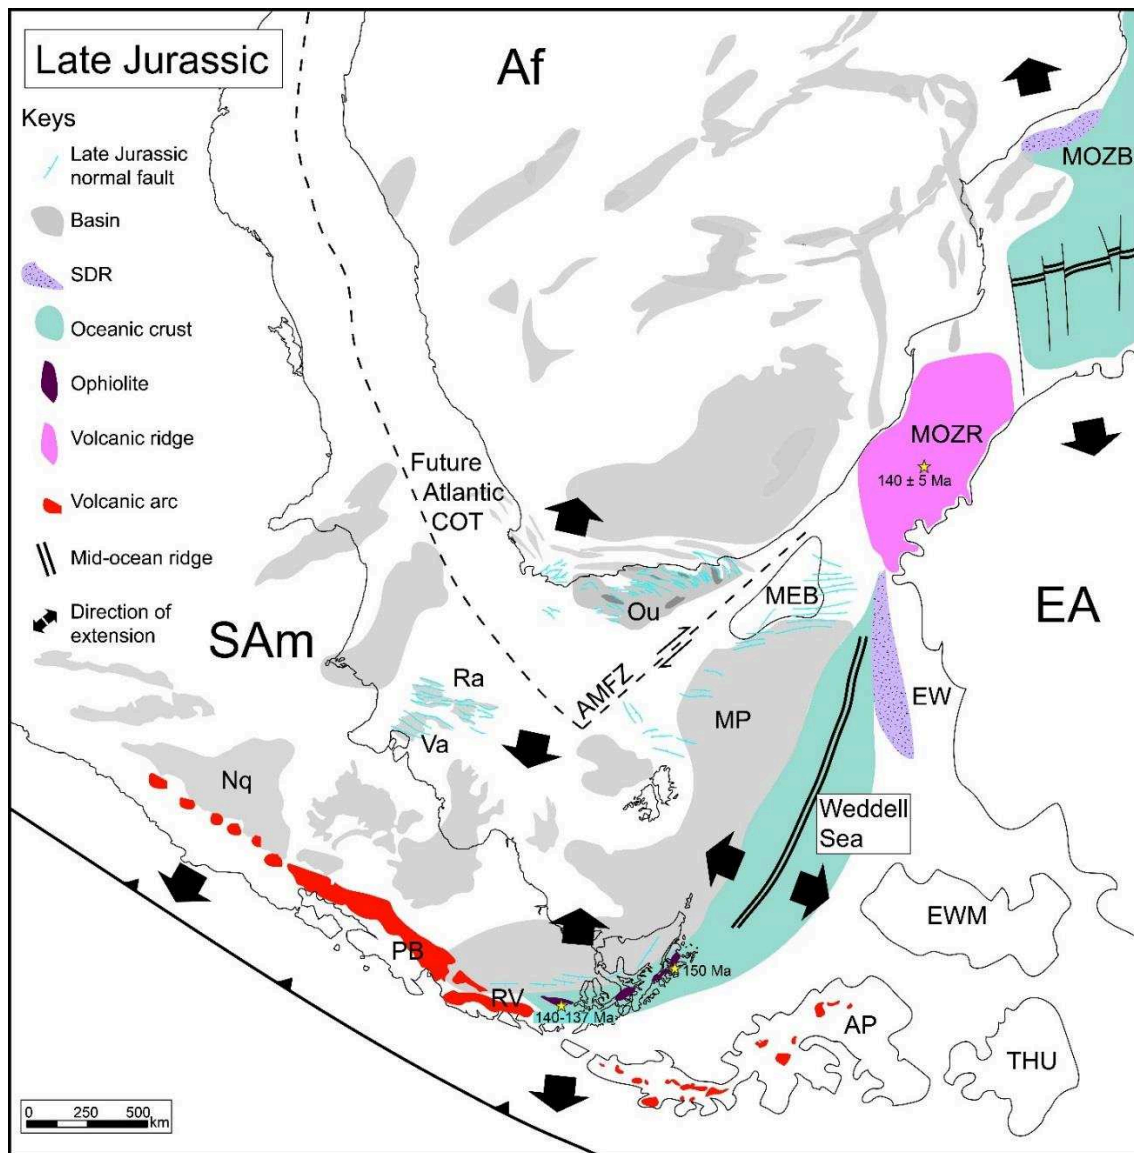 Late Jurassic
Keys
Late Jurassic
normal fault
Basin
SDR
Oceanic crust
Ophiolite
Volcanic ridge
Volcanic arc
Mid-ocean ridge
Direction of
extension
0 250 500
km
Af
MOZB
MOZR
140 ± 5 Ma
Future
Atlantic
COT
Ou
MEB
EA
SAm
AMFZ
Ra
Va
MP
EW
Nq
Weddell
Sea
EWM
PB
RV
150 Ma
140-137 Ma
AP
THU